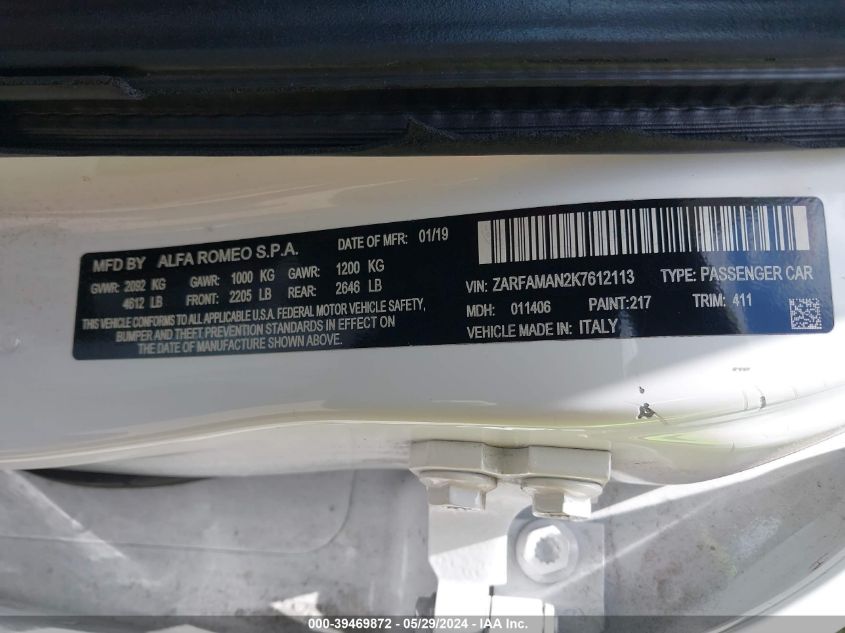 MFD BY ALFA ROMEO S.P.A. DATE OF MFR: 01/19
GVWR: 2092 KG GAWR: 1000 KG GAWR: 1200 KG
4612 LB FRONT: 2205 LB REAR: 2646 LB
THIS VEHICLE CONFORMS TO ALL APPLICABLE U.S.A. FEDERAL MOTOR VEHICLE SAFETY,
BUMPER AND THEFT PREVENTION STANDARDS IN EFFECT ON
THE DATE OF MANUFACTURE SHOWN ABOVE.
VIN: ZARFAMAN2K7612113 TYPE: PASSENGER CAR
MDH: 011406 PAINT: 217 TRIM: 411
VEHICLE MADE IN: ITALY
000-39469872 - 05/29/2024 - IAAI.com